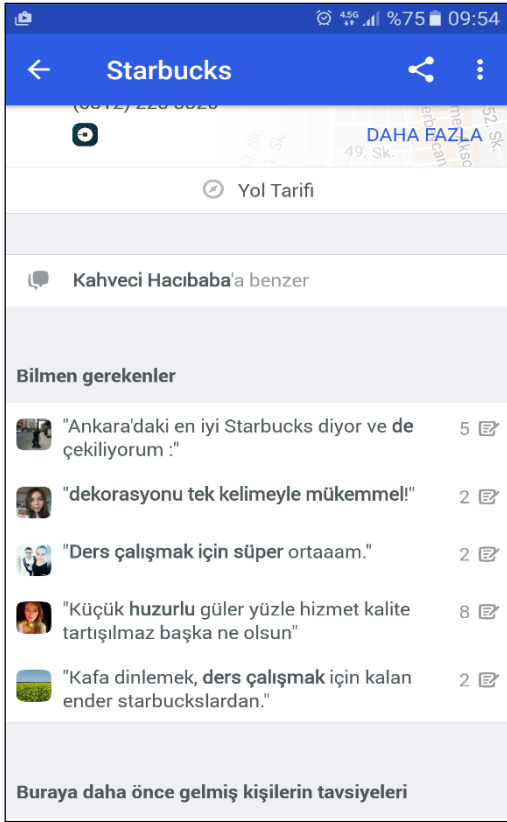 4.5G %75 09:54
Starbucks
DAHA FAZLA
49. Sk.
52. Sk.
Yol Tarifi
Kahveci Hacıbaba'a benzer
Bilmen gerekenler
"Ankara'daki en iyi Starbucks diyor ve de
çekiliyorum :"
5
"dekorasyonu tek kelimeyle mükemmel!"
2
"Ders çalışmak için süper ortaaam."
2
"Küçük huzurlu güler yüzle hizmet kalite
tartışılmaz başka ne olsun"
8
"Kafa dinlemek, ders çalışmak için kalan
ender starbuckslardan."
2
Buraya daha önce gelmiş kişilerin tavsiyeleri